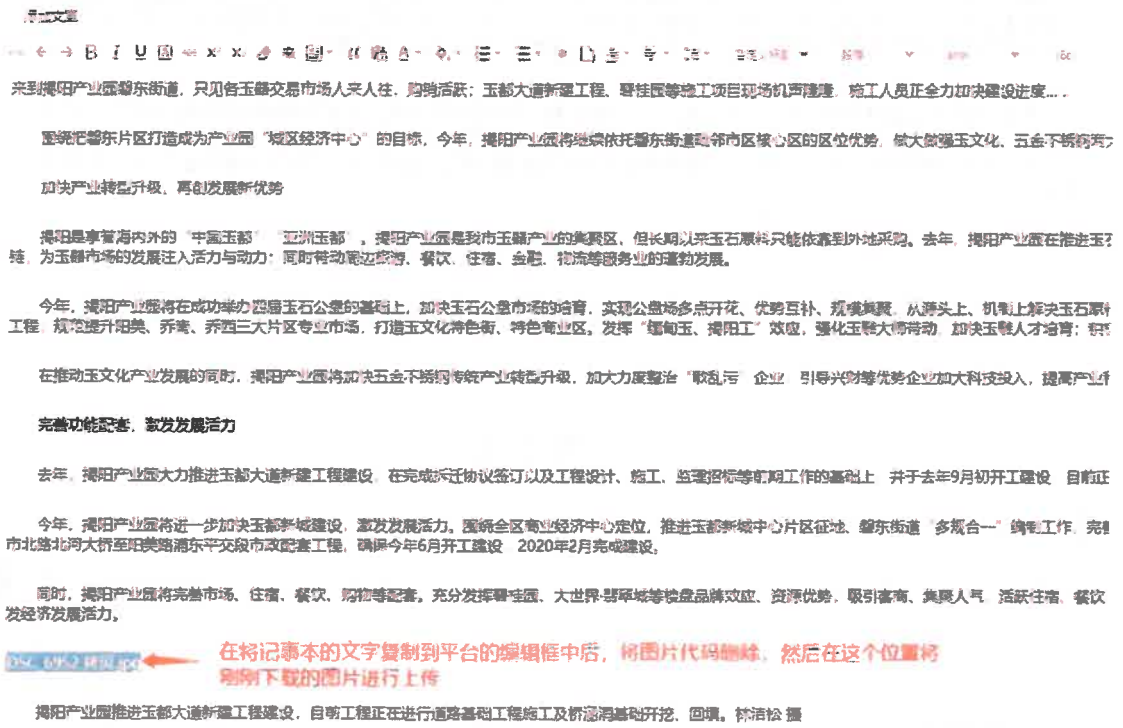 来到揭阳产业园磐东街道，只见各玉器交易市场人来人往，购销活跃；玉都大道新建工程、碧桂园等施工项目现场机声隆隆，施工人员正全力加快建设进度……
围绕把磐东片区打造成为产业园“城区经济中心”的目标，今年，揭阳产业园将继续依托磐东街道毗邻市区核心区的区位优势，做大做强玉文化、五金不锈钢两大
加快产业转型升级，再创发展新优势
揭阳是享誉海内外的“中国玉都”“亚洲玉都”。揭阳产业园是我市玉器产业的集聚区，但长期以来玉石原料只能依靠到外地采购。去年，揭阳产业园在推进玉石
链，为玉器市场的发展注入活力与动力；同时带动周边旅游、餐饮、住宿、金融、物流等服务业的蓬勃发展。
今年，揭阳产业园将在成功举办四届玉石公盘的基础上，加快玉石公盘市场的培育，实现公盘场多点开花、优势互补、规模集聚，从源头上、机制上解决玉石原料
工程，规范提升阳美、乔南、乔西三大片区专业市场，打造玉文化特色街、特色商业区。发挥“缅甸玉、揭阳工”效应，强化玉雕大师带动，加快玉雕人才培育；积
在推动玉文化产业发展的同时，揭阳产业园将加快五金不锈钢传统产业转型升级，加大力度整治“散乱污”企业，引导兴财等优势企业加大科技投入，提高产业
完善功能配套，激发发展活力
去年，揭阳产业园大力推进玉都大道新建工程建设，在完成拆迁协议签订以及工程设计、施工、监理招标等前期工作的基础上，并于去年9月初开工建设，目前正
今年，揭阳产业园将进一步加快玉都新城建设，激发发展活力。围绕全区商业经济中心定位，推进玉都新城中心片区征地、磐东街道“多规合一”编制工作，完善
市北路北河大桥至阳美路浦东平交段市政配套工程，确保今年6月开工建设，2020年2月完成建设。
同时，揭阳产业园将完善市场、住宿、餐饮、购物等配套。充分发挥碧桂园、大世界·翡翠城等楼盘品牌效应、资源优势，吸引客商、集聚人气，活跃住宿、餐饮
发经济发展活力。
在将记事本的文字复制到平台的编辑框中后，将图片代码删除，然后在这个位置将
刚刚下载的图片进行上传
揭阳产业园推进玉都大道新建工程建设，目前工程正在进行道路基础工程施工及桥涵洞基础开挖、回填。林洁松 摄